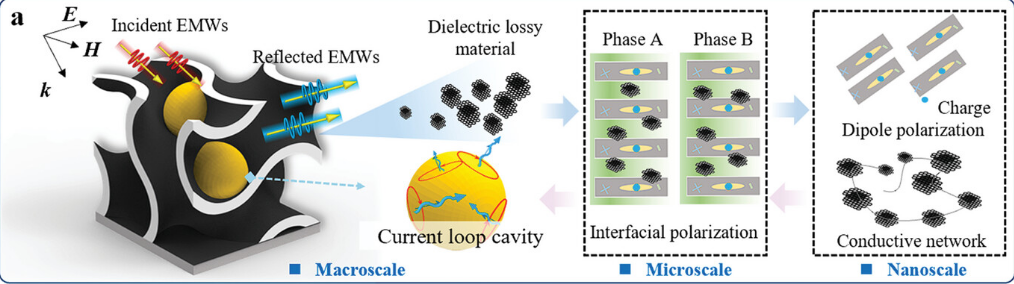 a
E
H
k
Incident EMWs
Reflected EMWs
Dielectric lossy
material
Current loop cavity
Macroscale
Phase A
Phase B
Interfacial polarization
Microscale
Charge
Dipole polarization
Conductive network
Nanoscale